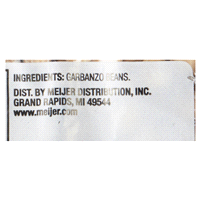 INGREDIENTS: GARBANZO BEANS.
DIST. BY MEIJER DISTRIBUTION, INC.
GRAND RAPIDS, MI 49544
www.meijer.com